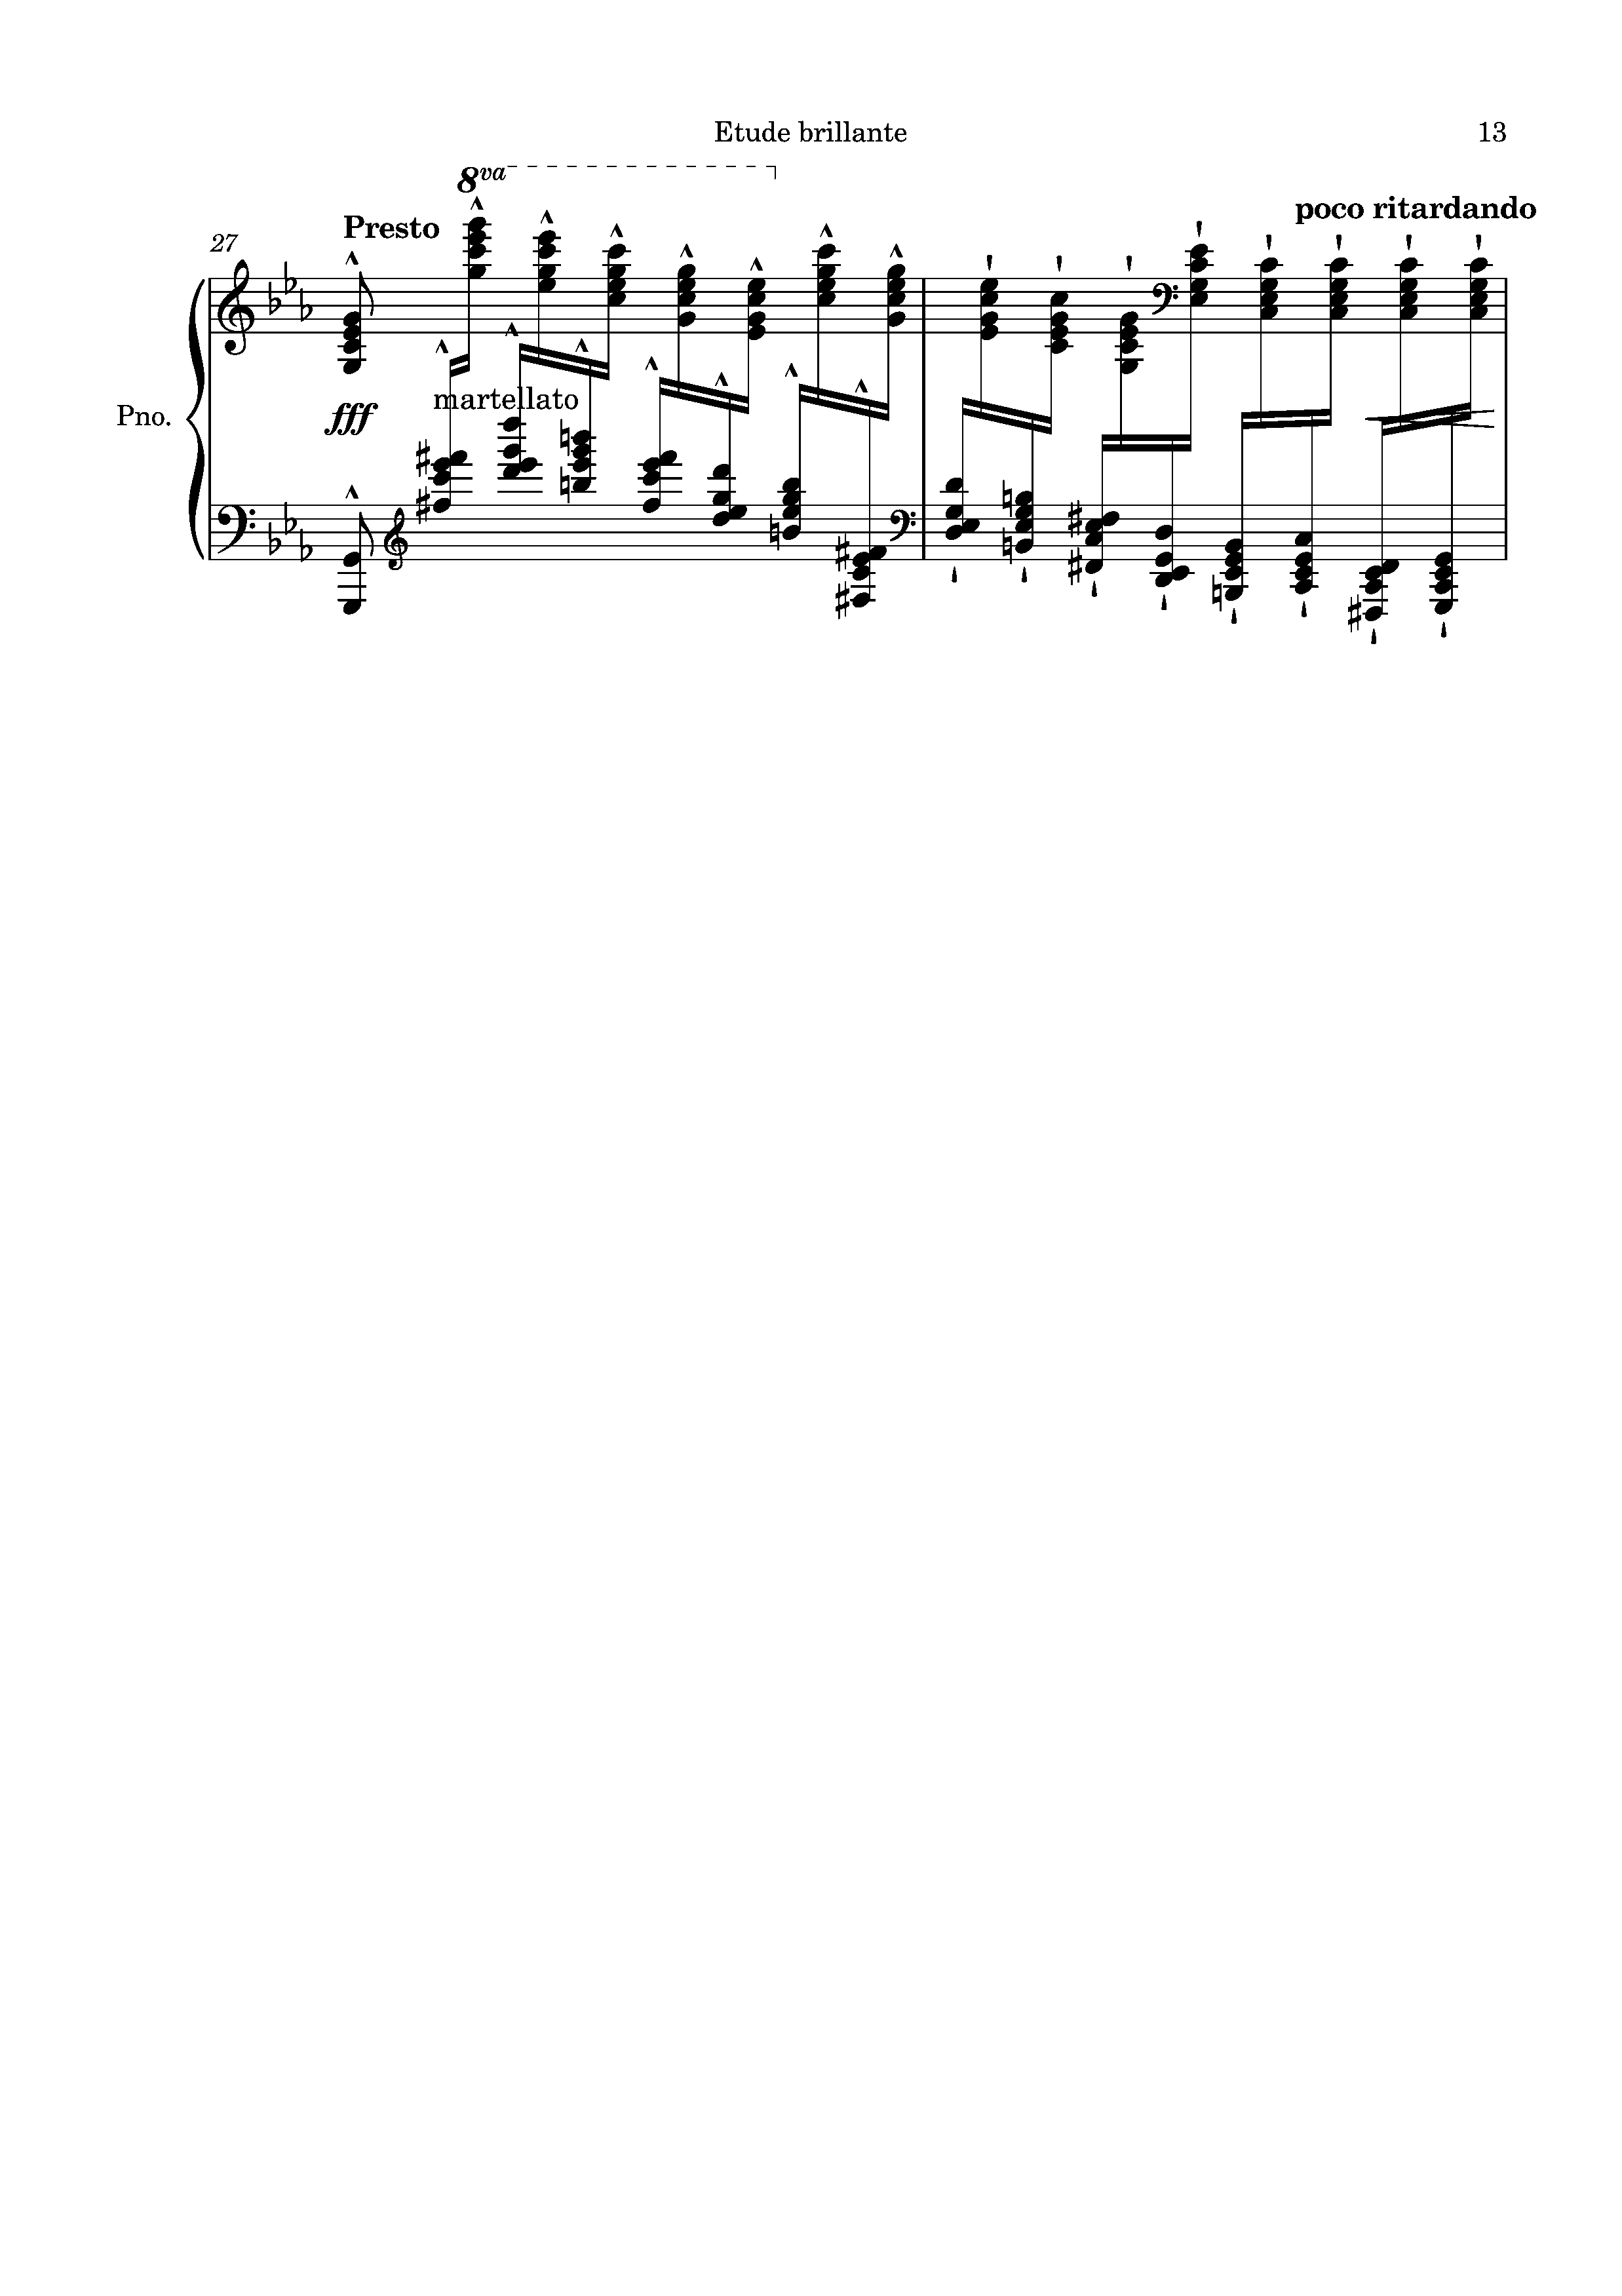 Etude brillante 13
8va
Presto
poco ritardando
27
martellato
Pno.
fff